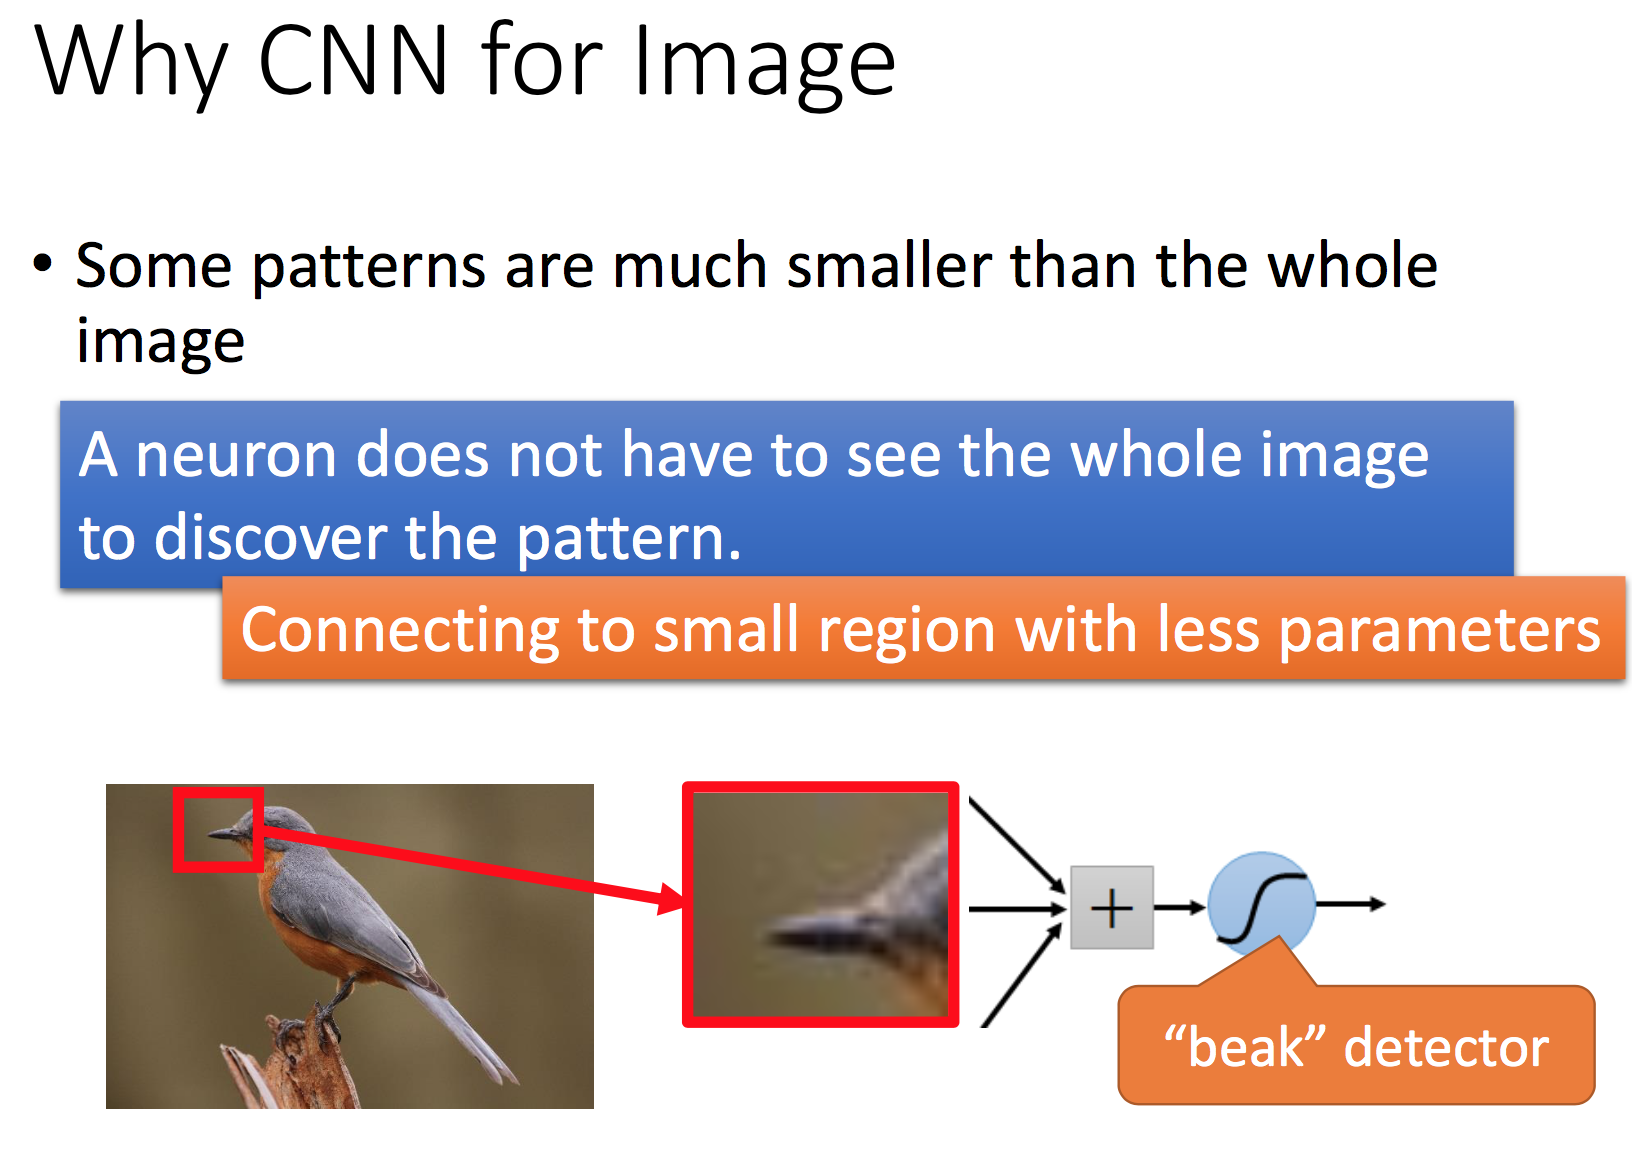 Why CNN for Image
• Some patterns are much smaller than the whole
image
A neuron does not have to see the whole image
to discover the pattern.
Connecting to small region with less parameters
+
“beak” detector